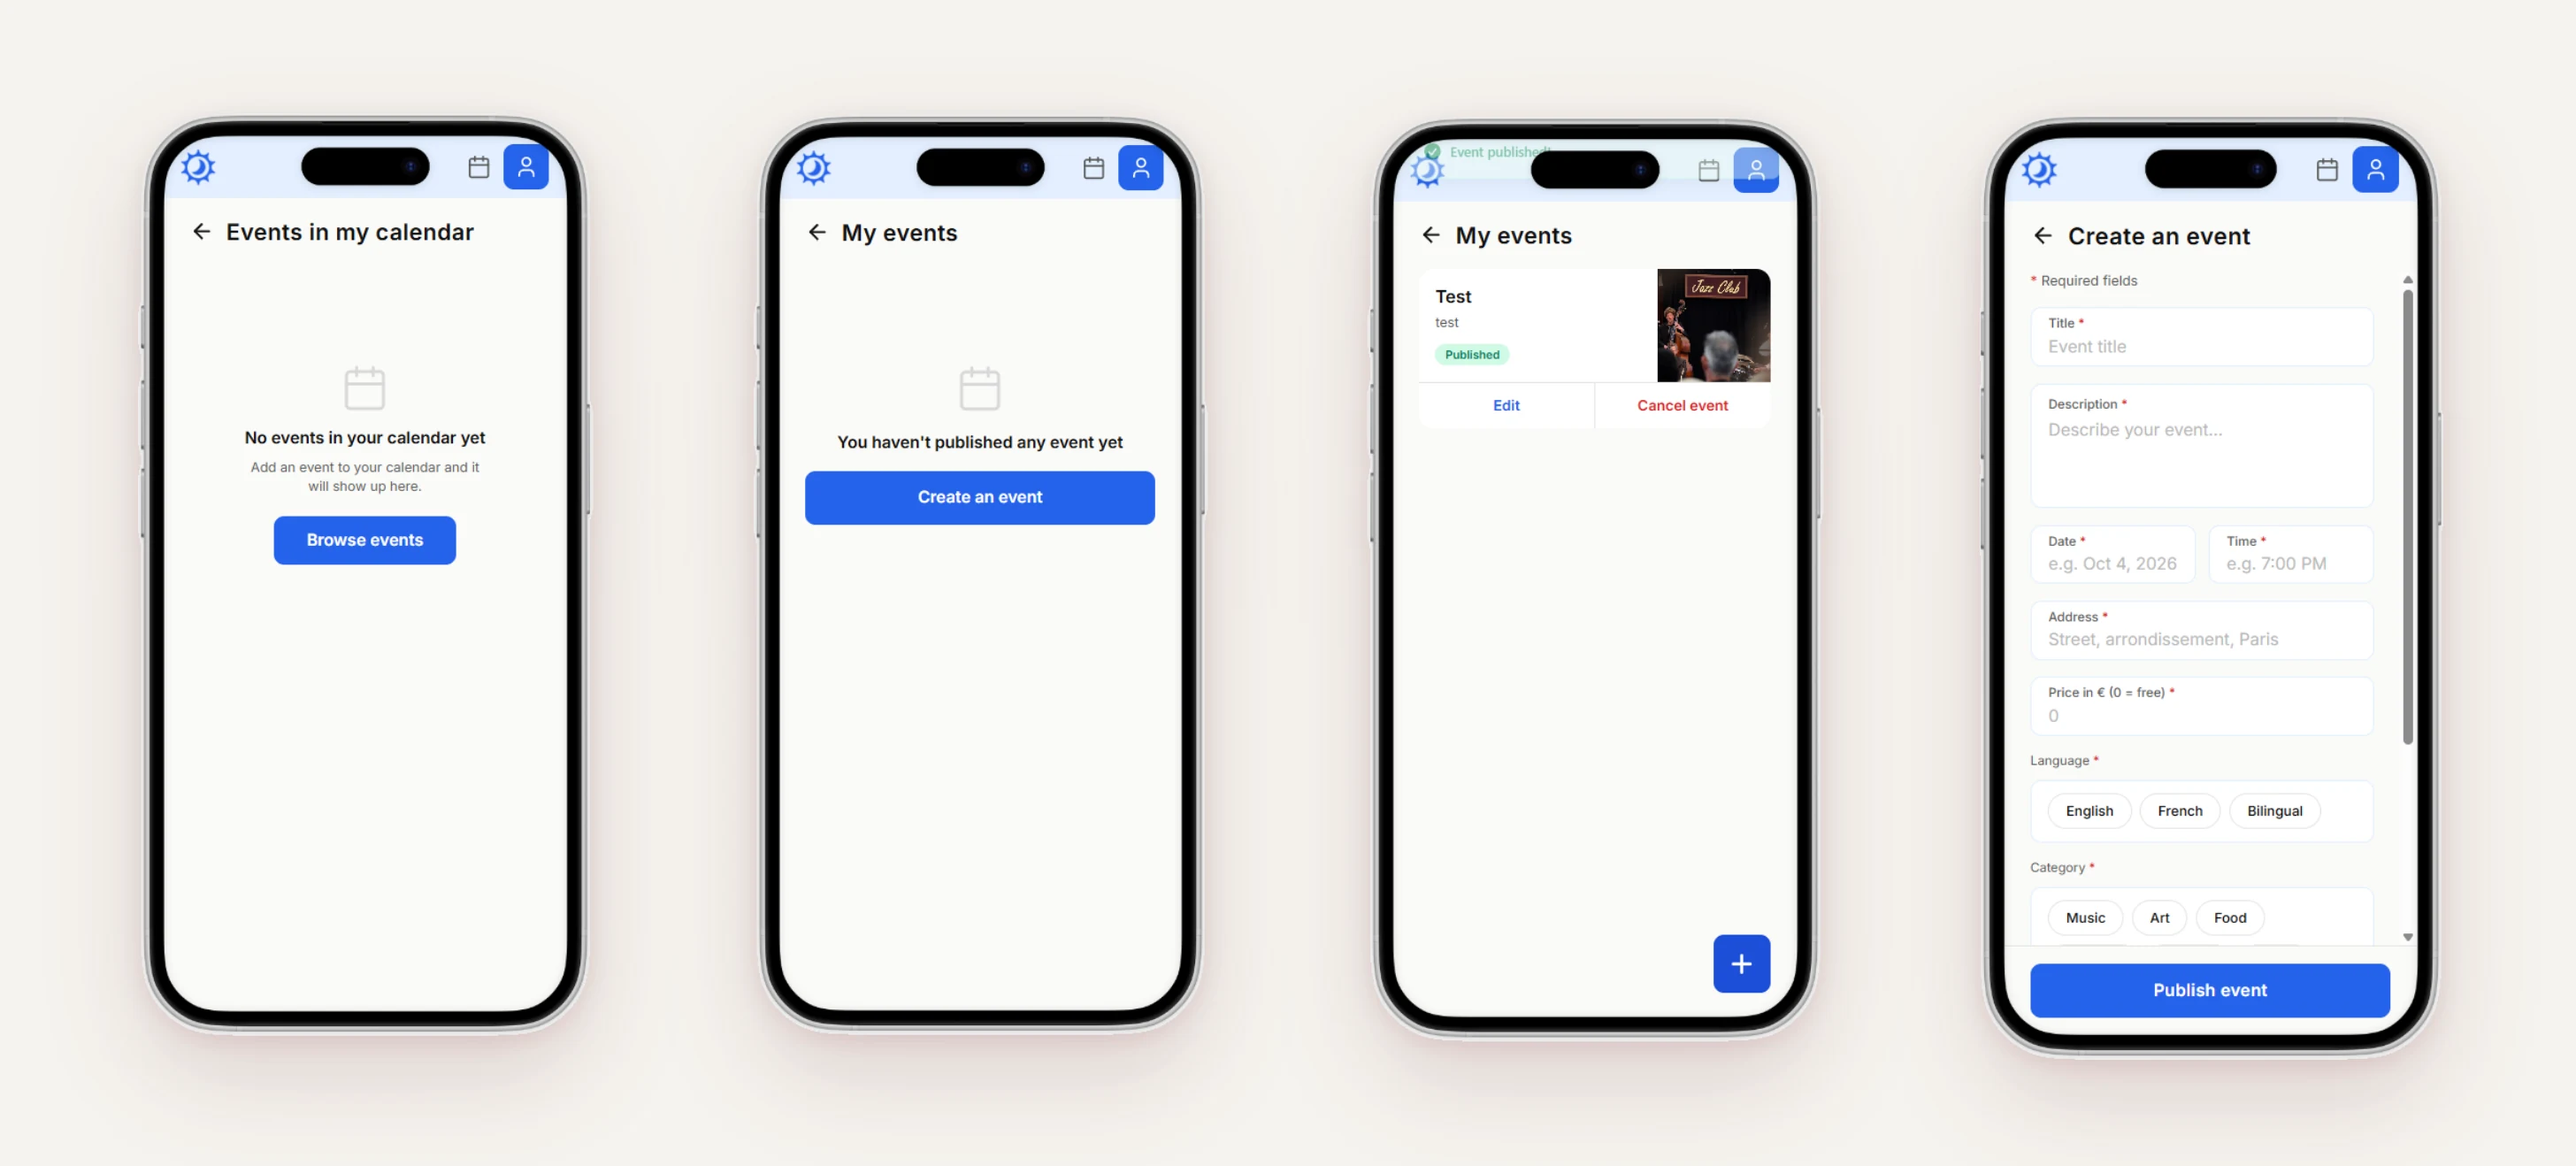 Events in my calendar
No events in your calendar yet
Add an event to your calendar and it
will show up here.
Browse events
My events
You haven't published any event yet
Create an event
Event published!
My events
Test
test
Published
Jazz Club
Edit
Cancel event
+
Create an event
* Required fields
Title *
Event title
Description *
Describe your event...
Date *
Time *
e.g. Oct 4, 2026
e.g. 7:00 PM
Address *
Street, arrondissement, Paris
Price in € (0 = free) *
0
Language *
English
French
Bilingual
Category *
Music
Art
Food
Publish event